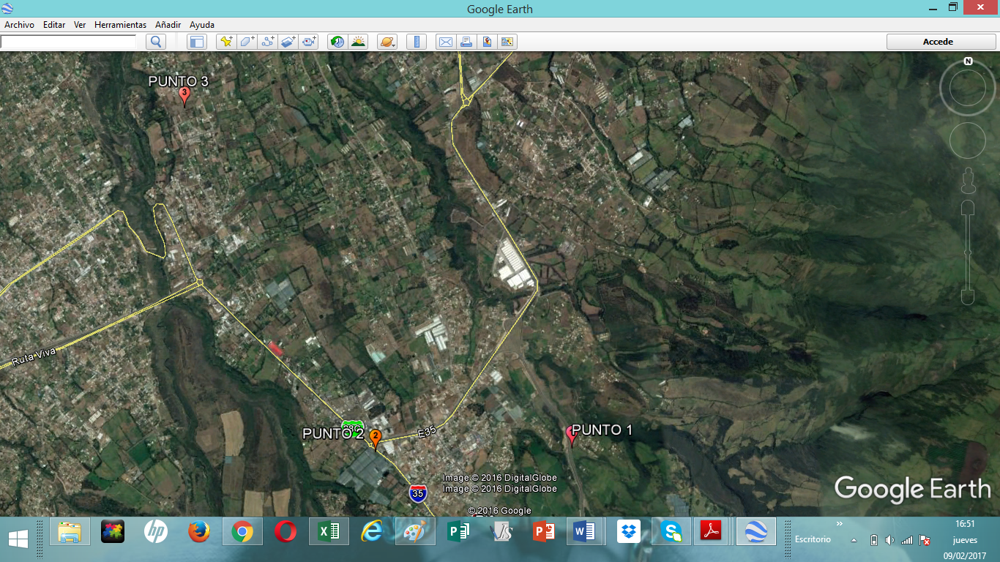 Google Earth
Archivo Editar Ver Herramientas Añadir Ayuda
Accede
N
PUNTO 3
3
Ruta Viva
PUNTO 2
2
E35
PUNTO 1
Image © 2016 DigitalGlobe
Image © 2016 DigitalGlobe
35
© 2016 Google
Google Earth
hp
Escritorio
16:51
jueves
09/02/2017